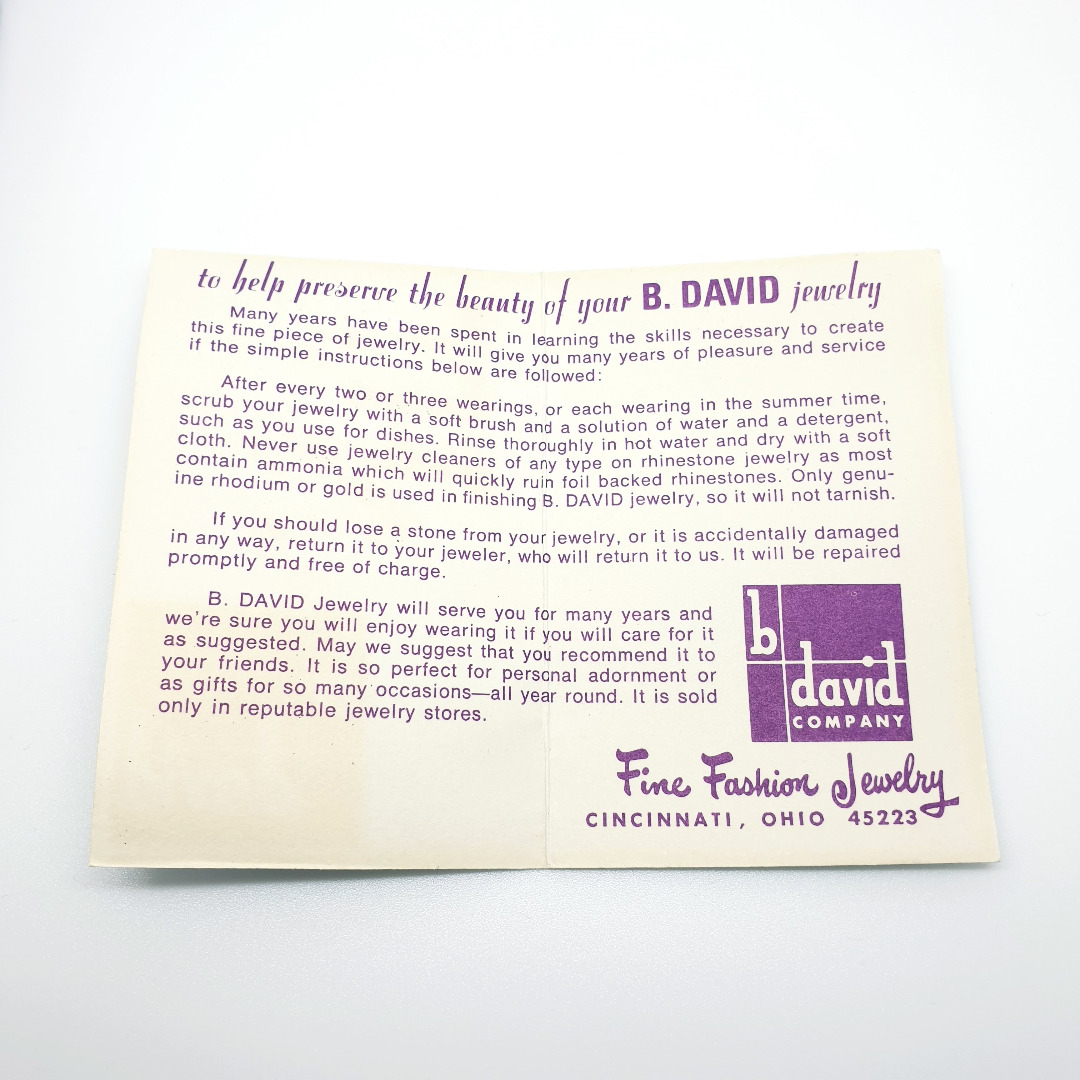 to help preserve the beauty of your B. DAVID jewelry
Many years have been spent in learning the skills necessary to create
this fine piece of jewelry. It will give you many years of pleasure and service
if the simple instructions below are followed:
After every two or three wearings, or each wearing in the summer time,
scrub your jewelry with a soft brush and a solution of water and a detergent,
such as you use for dishes. Rinse thoroughly in hot water and dry with a soft
cloth. Never use jewelry cleaners of any type on rhinestone jewelry as most
contain ammonia which will quickly ruin foil backed rhinestones. Only genu-
ine rhodium or gold is used in finishing B. DAVID jewelry, so it will not tarnish.
If you should lose a stone from your jewelry, or it is accidentally damaged
in any way, return it to your jeweler, who will return it to us. It will be repaired
promptly and free of charge.
B. DAVID Jewelry will serve you for many years and
we're sure you will enjoy wearing it if you will care for it
as suggested. May we suggest that you recommend it to
your friends. It is so perfect for personal adornment or
as gifts for so many occasions—all year round. It is sold
only in reputable jewelry stores.
b
david
COMPANY
Fine Fashion Jewelry
CINCINNATI, OHIO 45223